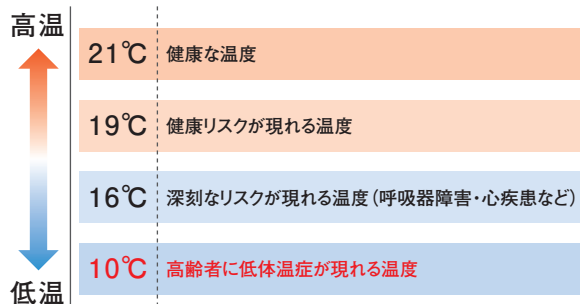 高温
21℃ 健康な温度
19℃ 健康リスクが現れる温度
16℃ 深刻なリスクが現れる温度(呼吸器障害・心疾患など)
10℃ 高齢者に低体温症が現れる温度
低温